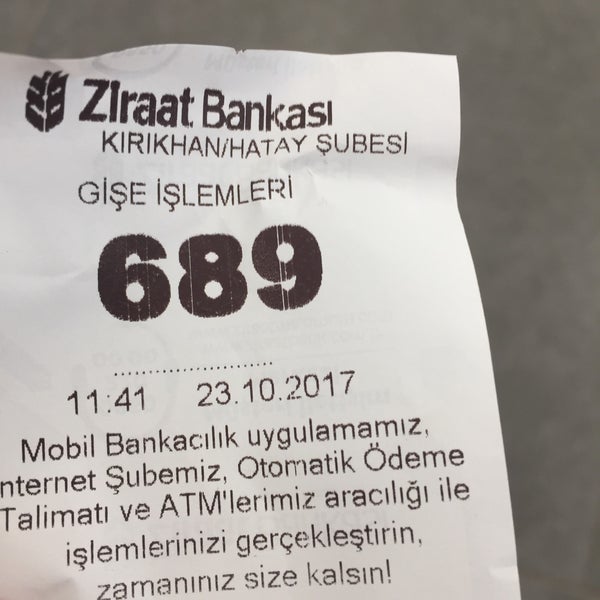 Ziraat Bankası
KIRIKHAN/HATAY ŞUBESİ
GİŞE İŞLEMLERİ
689
11:41 23.10.2017
Mobil Bankacılık uygulamamız,
nternet Şubemiz, Otomatik Ödeme
Talimatı ve ATM'lerimiz aracılığı ile
işlemlerinizi gerçekleştirin,
zamanınız size kalsın!